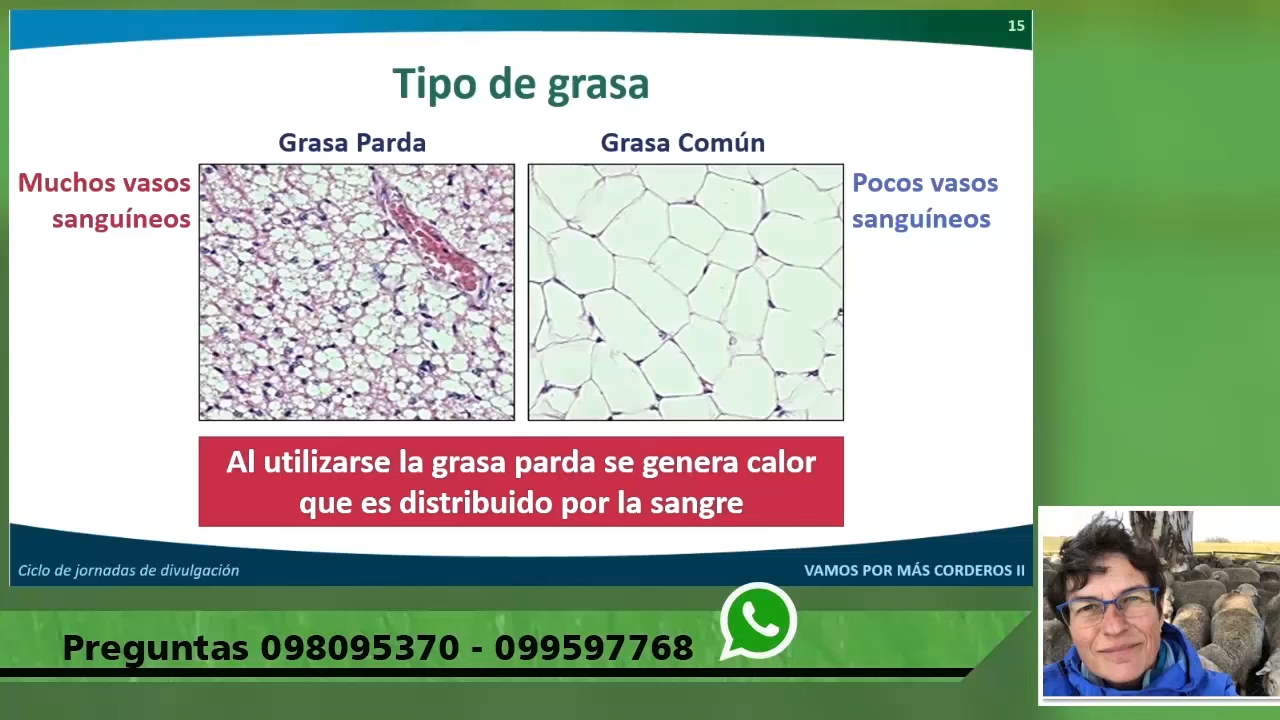 15
Tipo de grasa
Grasa Parda
Grasa Común
Muchos vasos
sanguíneos
Pocos vasos
sanguíneos
Al utilizarse la grasa parda se genera calor
que es distribuido por la sangre
Ciclo de jornadas de divulgación
VAMOS POR MÁS CORDEROS II
Preguntas 098095370 - 099597768